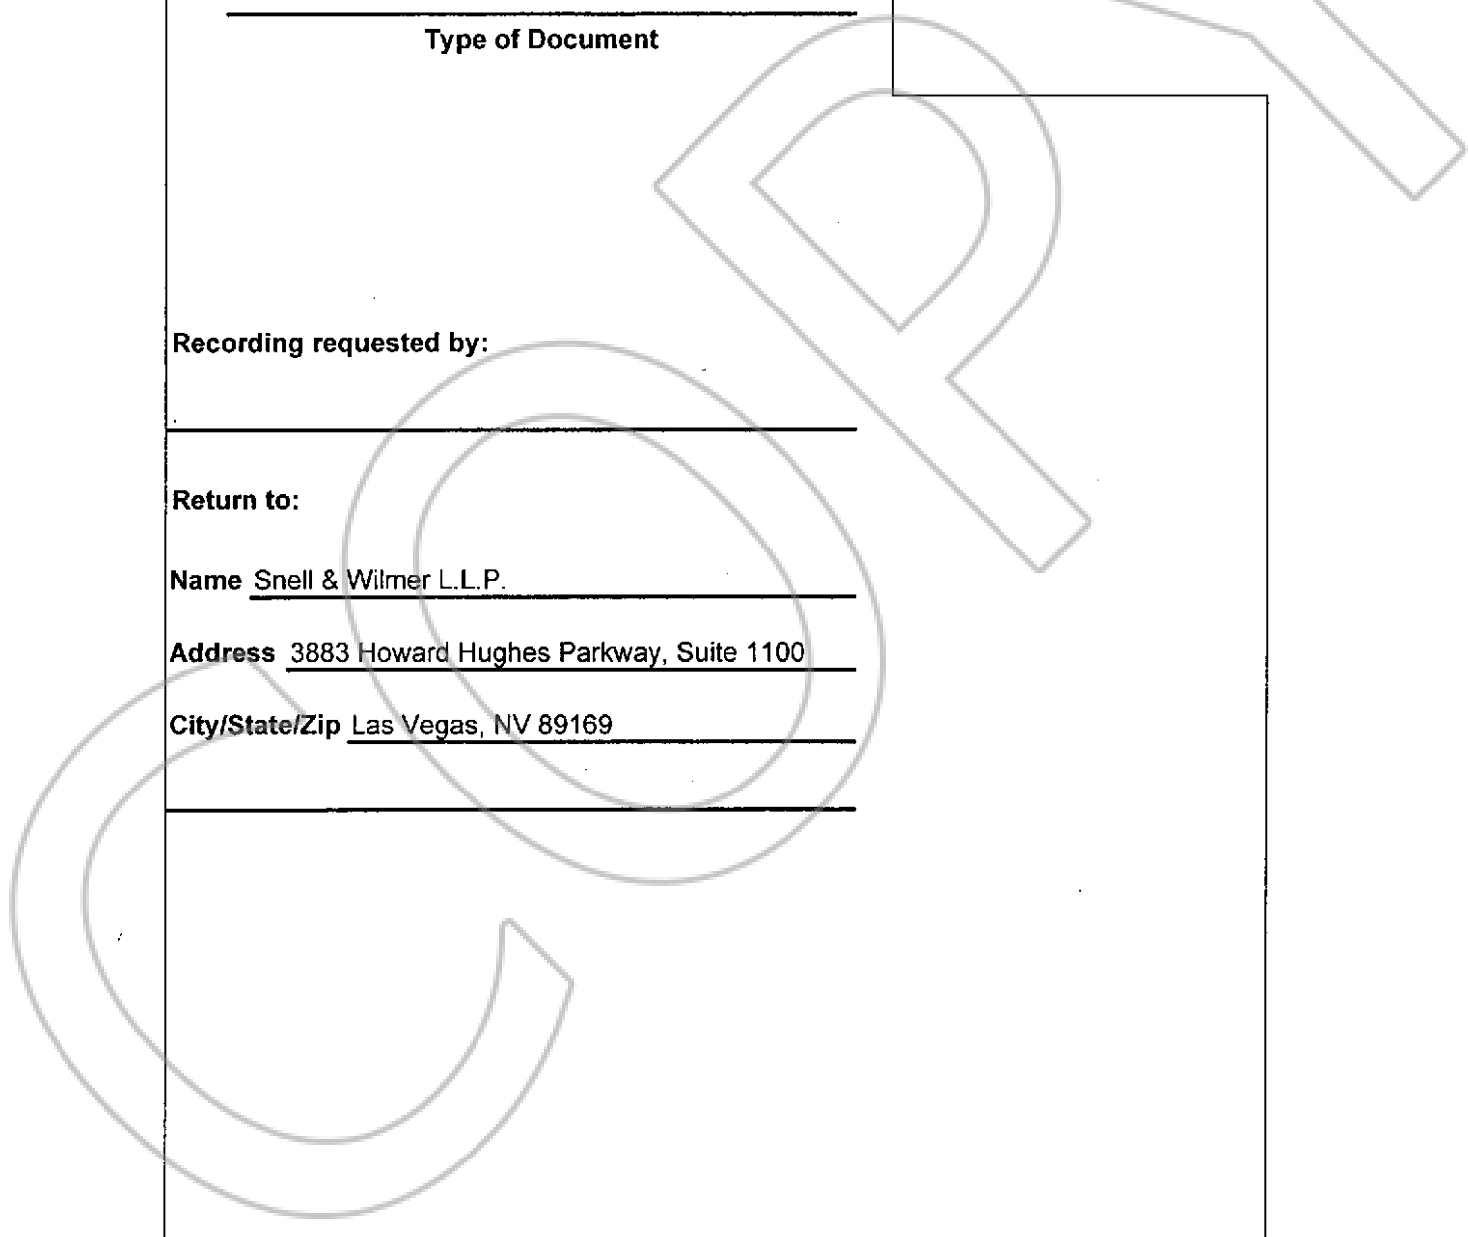 Type of Document
Recording requested by:
Return to:
Name Snell & Wilmer L.L.P.
Address 3883 Howard Hughes Parkway, Suite 1100
City/State/Zip Las Vegas, NV 89169
COPY